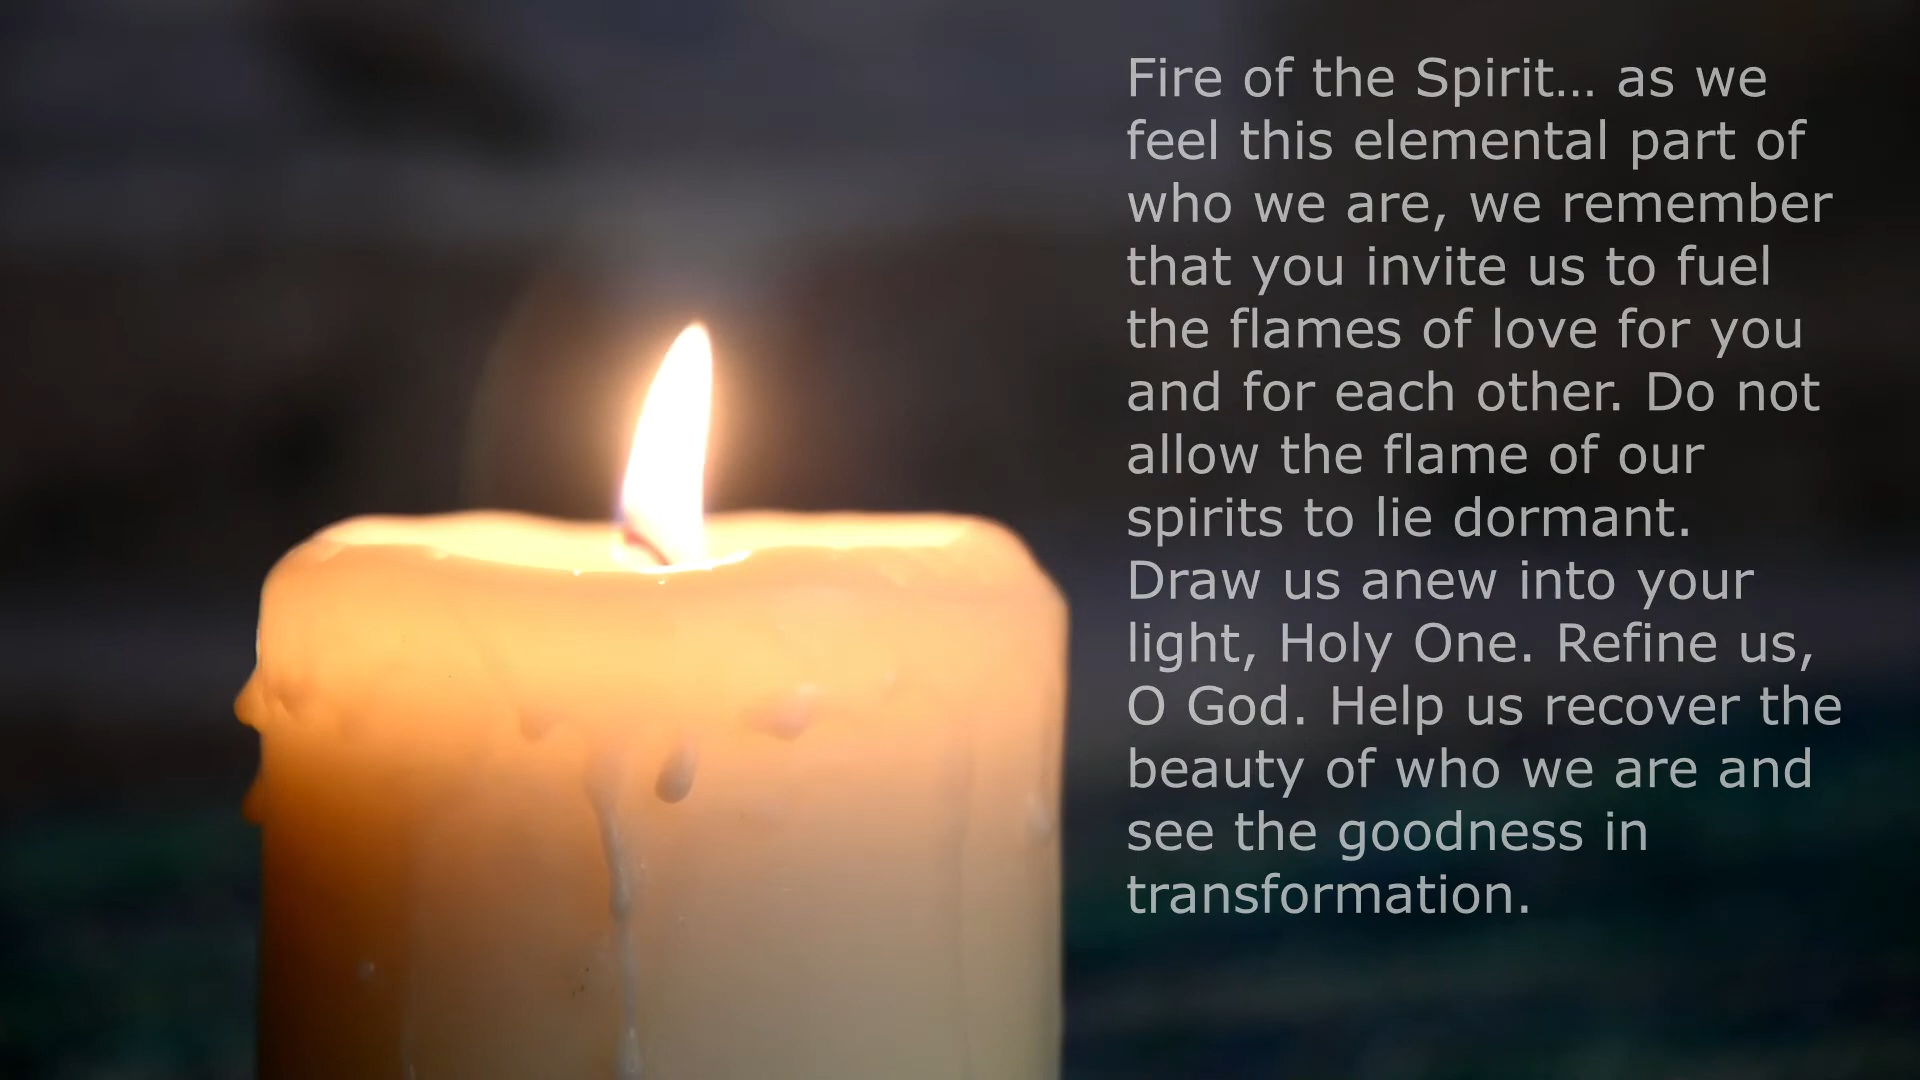 Fire of the Spirit… as we
feel this elemental part of
who we are, we remember
that you invite us to fuel
the flames of love for you
and for each other. Do not
allow the flame of our
spirits to lie dormant.
Draw us anew into your
light, Holy One. Refine us,
O God. Help us recover the
beauty of who we are and
see the goodness in
transformation.